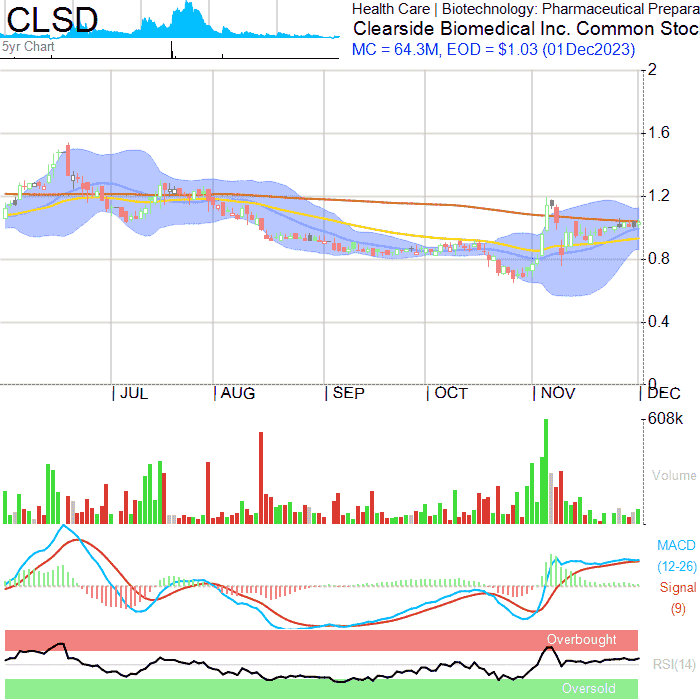 CLSD
Health Care | Biotechnology: Pharmaceutical Prepara
Clearside Biomedical Inc. Common Stoc
MC = 64.3M, EOD = $1.03 (01Dec2023)
5yr Chart
2
1.6
1.2
0.8
0.4
0
JUL AUG SEP OCT NOV DEC
608k
Volume
MACD
(12-26)
Signal
(9)
Overbought
RSI(14)
Oversold